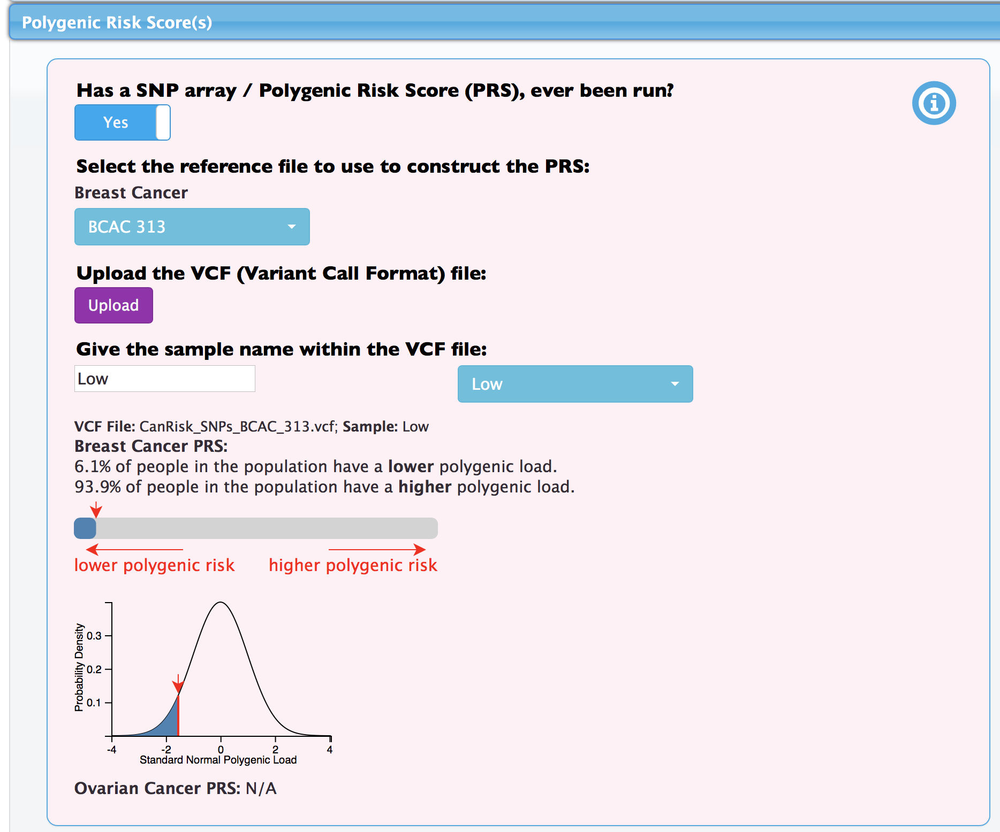 Polygenic Risk Score(s)
Has a SNP array / Polygenic Risk Score (PRS), ever been run?
Yes
Select the reference file to use to construct the PRS:
Breast Cancer
BCAC 313
Upload the VCF (Variant Call Format) file:
Upload
Give the sample name within the VCF file:
Low
Low
VCF File: CanRisk_SNPs_BCAC_313.vcf; Sample: Low
Breast Cancer PRS:
6.1% of people in the population have a lower polygenic load.
93.9% of people in the population have a higher polygenic load.
lower polygenic risk
higher polygenic risk
Probability Density
0.3
0.2
0.1
-4 -2 0 2 4
Standard Normal Polygenic Load
Ovarian Cancer PRS: N/A